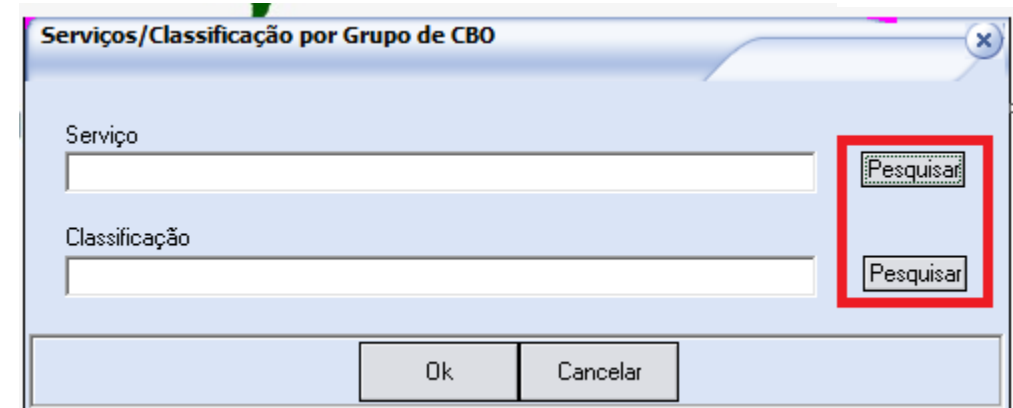 Serviços/Classificação por Grupo de CBO
Serviço
Pesquisar
Classificação
Pesquisar
Ok
Cancelar